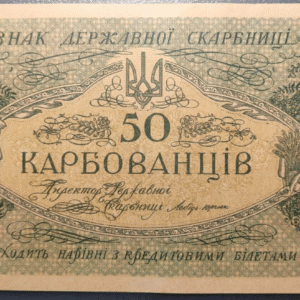 ЗНАК ДЕРЖАВНОЇ СКАРБНИЦІ
50
КАРБОВАНЦІВ
Директор Державної
Скарбниці
ХОДИТЬ НАРІВНІ З КРЕДИТОВИМИ БІЛЕТАМИ